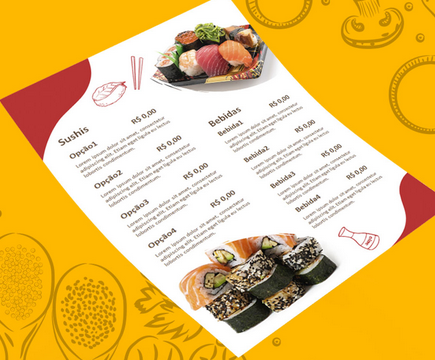 Sushis
Opção1 R$ 0,00
Lorem ipsum dolor sit amet, consectetur
adipiscing elit. Etiam eget ligula eu lectus
lobortis condimentum.
Opção2 R$ 0,00
Lorem ipsum dolor sit amet, consectetur
adipiscing elit. Etiam eget ligula eu lectus
lobortis condimentum.
Opção3 R$ 0,00
Lorem ipsum dolor sit amet, consectetur
adipiscing elit. Etiam eget ligula eu lectus
lobortis condimentum.
Opção4 R$ 0,00
Lorem ipsum dolor sit amet, consectetur
adipiscing elit. Etiam eget ligula eu lectus
lobortis condimentum.
Bebidas
Bebida1 R$ 0,00
Lorem ipsum dolor sit amet, consectetur
adipiscing elit. Etiam eget ligula eu lectus
lobortis condimentum.
Bebida2 R$ 0,00
Lorem ipsum dolor sit amet, consectetur
adipiscing elit. Etiam eget ligula eu lectus
lobortis condimentum.
Bebida3 R$ 0,00
Lorem ipsum dolor sit amet, consectetur
adipiscing elit. Etiam eget ligula eu lectus
lobortis condimentum.
Bebida4 R$ 0,00
Lorem ipsum dolor sit amet, consectetur
adipiscing elit. Etiam eget ligula eu lectus
lobortis condimentum.